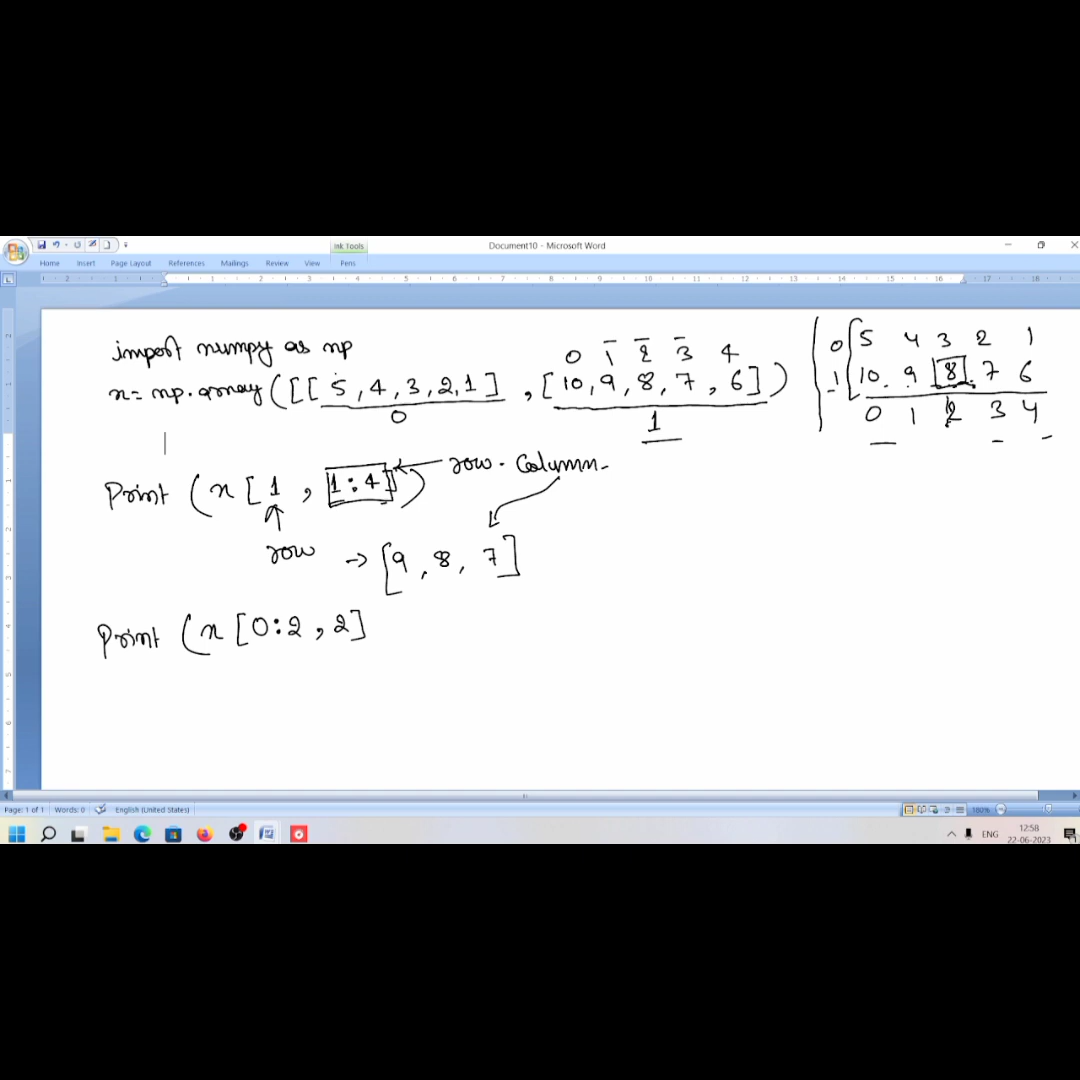 Ink Tools
Document10 - Microsoft Word
Home Insert Page Layout References Mailings Review View Pens
import numpy as np
0 1 2 3 4
x = np.array([[5, 4, 3, 2, 1], [10, 9, 8, 7, 6])
0
1
0 5 4 3 2 1
1 10 9 8 7 6
0 1 2 3 4
Print (x [1, 1:4]) row. Column
row → [9, 8, 7]
Print (x [0:2, 2]
Page: 1 of 1 Words: 0 English (United States) 180%
ENG
12:58
22-06-2023